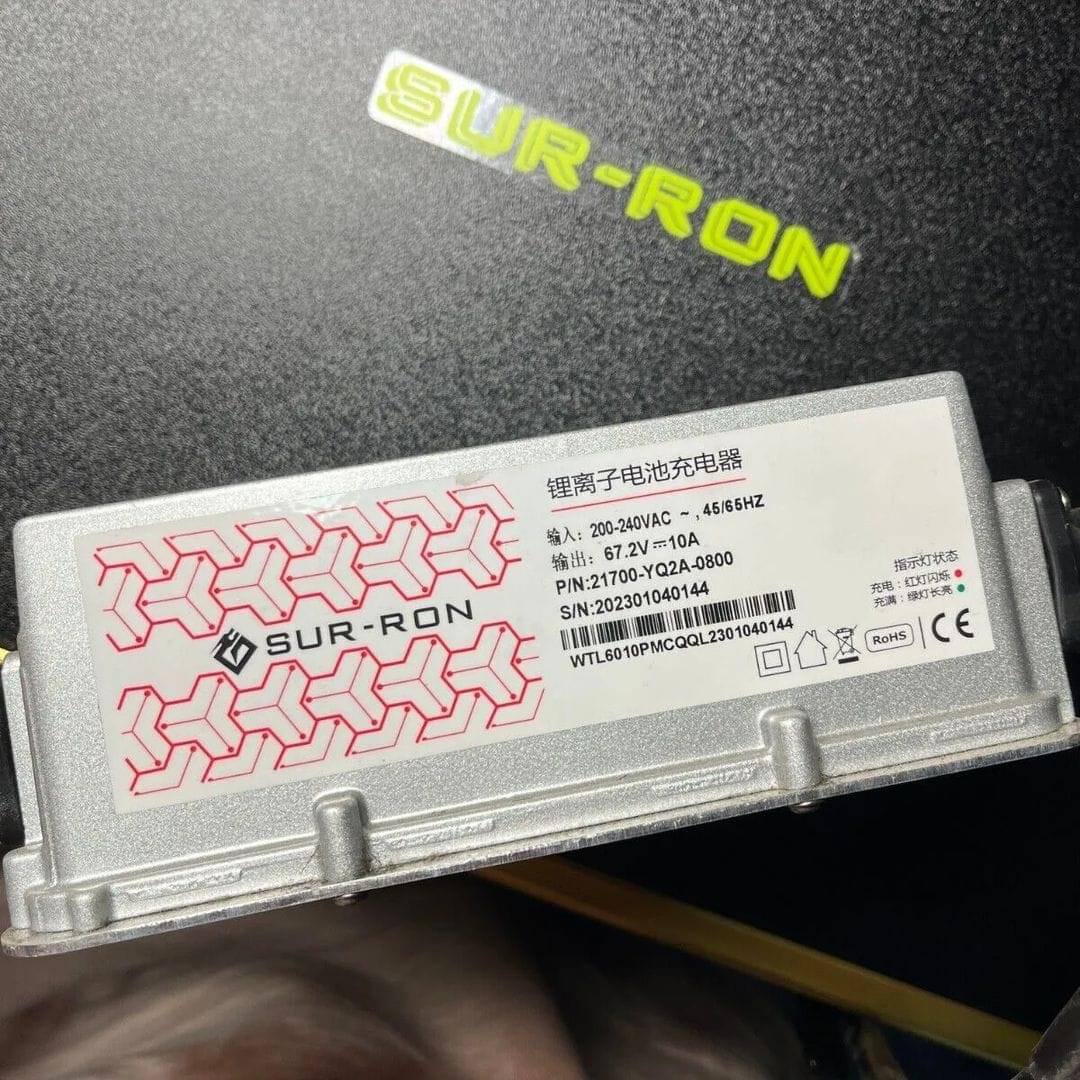 SUR-RON
SUR-RON
锂离子电池充电器
输入: 200-240VAC ~ , 45/65HZ
输出: 67.2V⎓10A
P/N:21700-YQ2A-0800
S/N:202301040144
WTL6010PMCQQL2301040144
指示灯状态
充电: 红灯闪烁
充满: 绿灯长亮
RoHS
CE